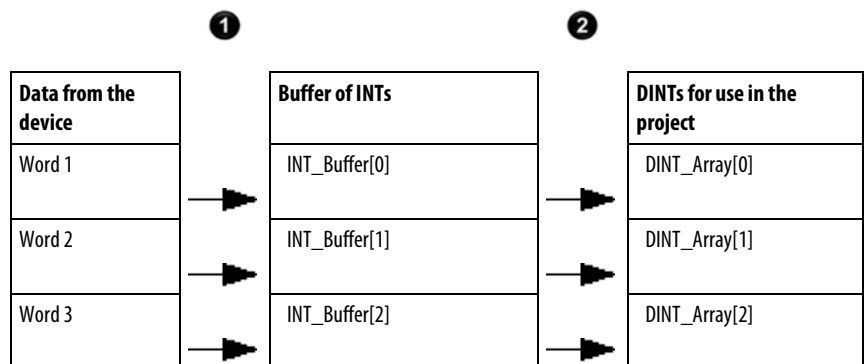 1 2
Data from the device Buffer of INTs DINTs for use in the project
Word 1 INT_Buffer[0] DINT_Array[0]
Word 2 INT_Buffer[1] DINT_Array[1]
Word 3 INT_Buffer[2] DINT_Array[2]